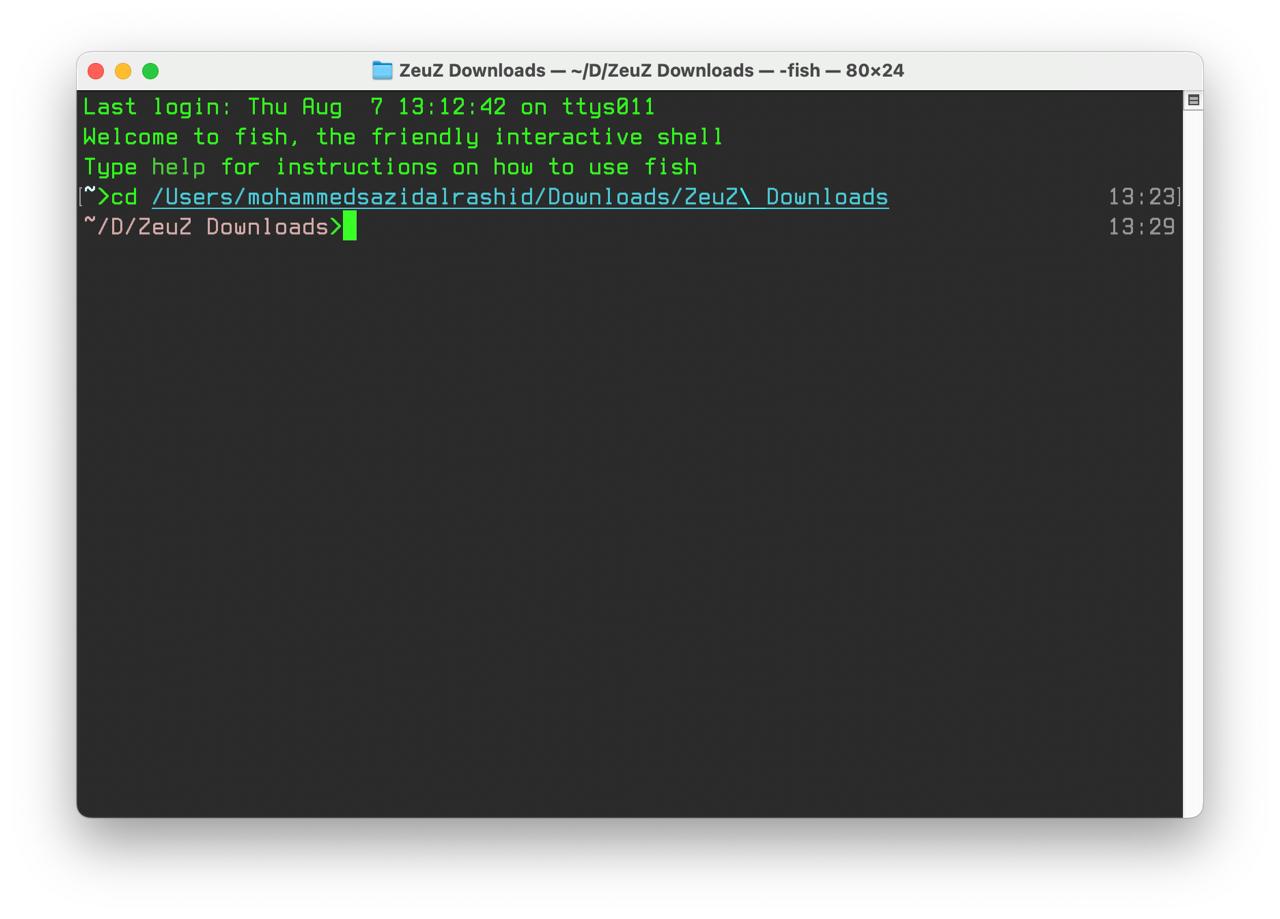 ZeuZ Downloads — ~/D/ZeuZ Downloads — -fish — 80×24
Last login: Thu Aug  7 13:12:42 on ttys011
Welcome to fish, the friendly interactive shell
Type help for instructions on how to use fish
[~>cd /Users/mohammedsazidalrashid/Downloads/ZeuZ\ Downloads 13:23]
~/D/ZeuZ Downloads> 13:29